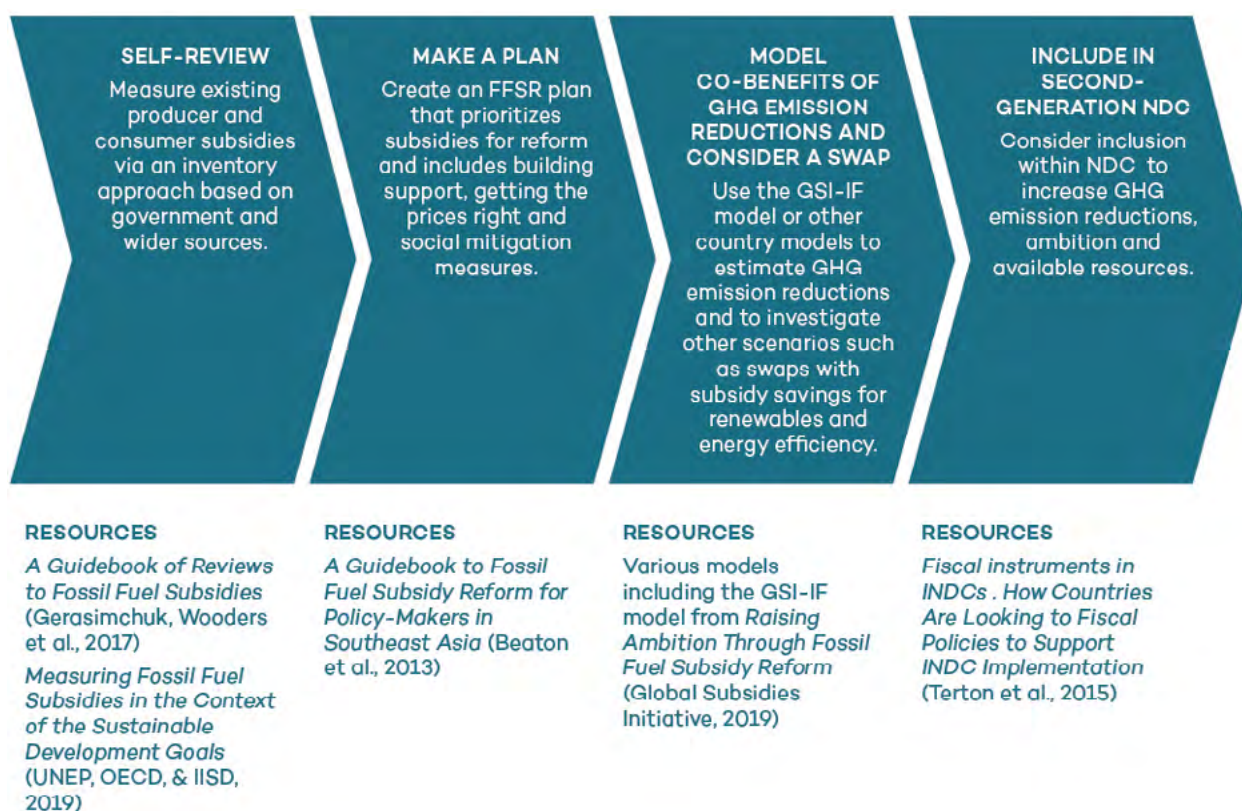 SELF-REVIEW
Measure existing
producer and
consumer subsidies
via an inventory
approach based on
government and
wider sources.
MAKE A PLAN
Create an FFSR plan
that prioritizes
subsidies for reform
and includes building
support, getting the
prices right and
social mitigation
measures.
MODEL
CO-BENEFITS OF
GHG EMISSION
REDUCTIONS AND
CONSIDER A SWAP
Use the GSI-IF
model or other
country models to
estimate GHG
emission reductions
and to investigate
other scenarios such
as swaps with
subsidy savings for
renewables and
energy efficiency.
INCLUDE IN
SECOND-
GENERATION NDC
Consider inclusion
within NDC to
increase GHG
emission reductions,
ambition and
available resources.
RESOURCES
A Guidebook of Reviews
to Fossil Fuel Subsidies
(Gerasimchuk, Wooders
et al., 2017)
Measuring Fossil Fuel
Subsidies in the Context
of the Sustainable
Development Goals
(UNEP, OECD, & IISD,
2019)
RESOURCES
A Guidebook to Fossil
Fuel Subsidy Reform for
Policy-Makers in
Southeast Asia (Beaton
et al., 2013)
RESOURCES
Various models
including the GSI-IF
model from Raising
Ambition Through Fossil
Fuel Subsidy Reform
(Global Subsidies
Initiative, 2019)
RESOURCES
Fiscal instruments in
INDCs . How Countries
Are Looking to Fiscal
Policies to Support
INDC Implementation
(Terton et al., 2015)